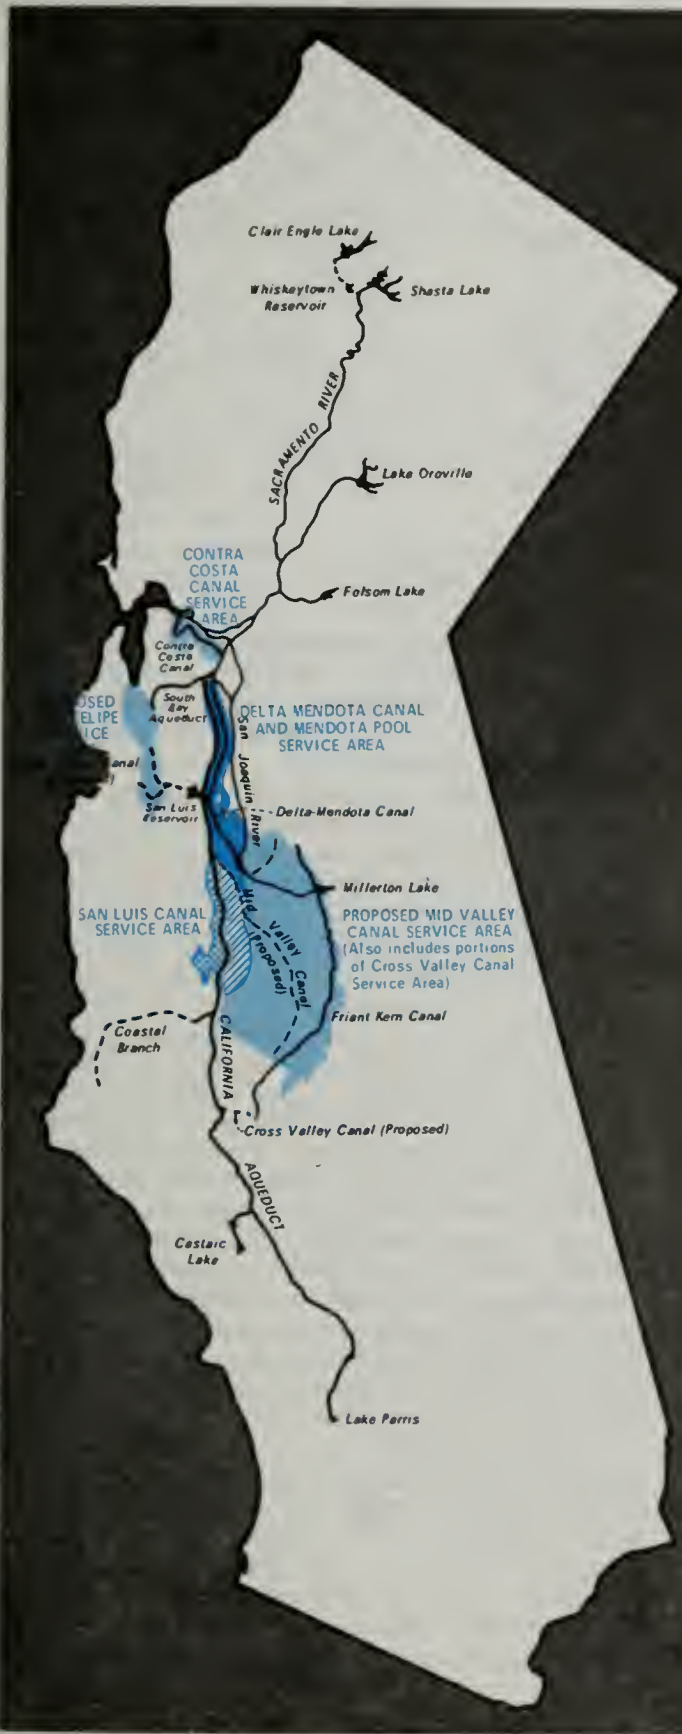 Clair Engle Lake
Whiskeytown
Reservoir
Shasta Lake
SACRAMENTO RIVER
Lake Oroville
CONTRA
COSTA
CANAL
SERVICE
AREA
Folsom Lake
Contra
Costa
Canal
OSED
ELIPE
ICE
anal
)
South
Bay
Aqueduct
DELTA MENDOTA CANAL
AND MENDOTA POOL
SERVICE AREA
San Joaquin River
San Luis
Reservoir
Delta-Mendota Canal
Millerton Lake
SAN LUIS CANAL
SERVICE AREA
Mid Valley Canal
(Proposed)
PROPOSED MID VALLEY
CANAL SERVICE AREA
(Also includes portions
of Cross Valley Canal
Service Area)
Friant Kern Canal
Coastal
Branch
CALIFORNIA AQUEDUCT
Cross Valley Canal (Proposed)
Castaic
Lake
Lake Perris